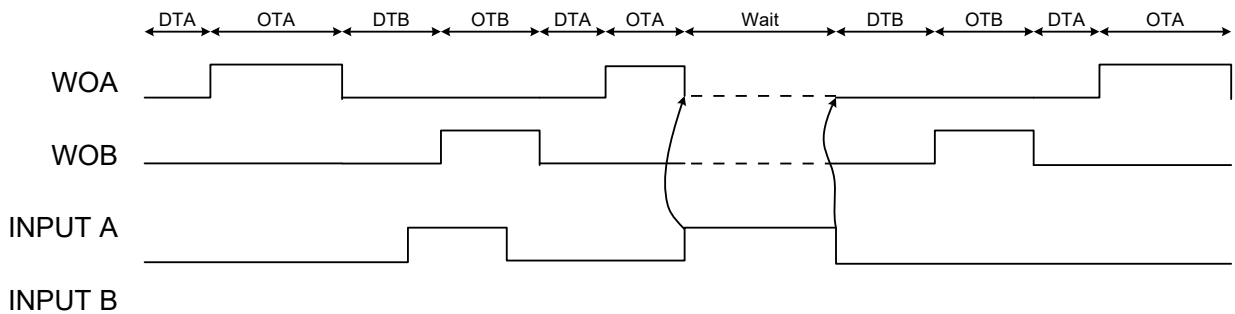 DTA OTA DTB OTB DTA OTA Wait DTB OTB DTA OTA
WOA
WOB
INPUT A
INPUT B